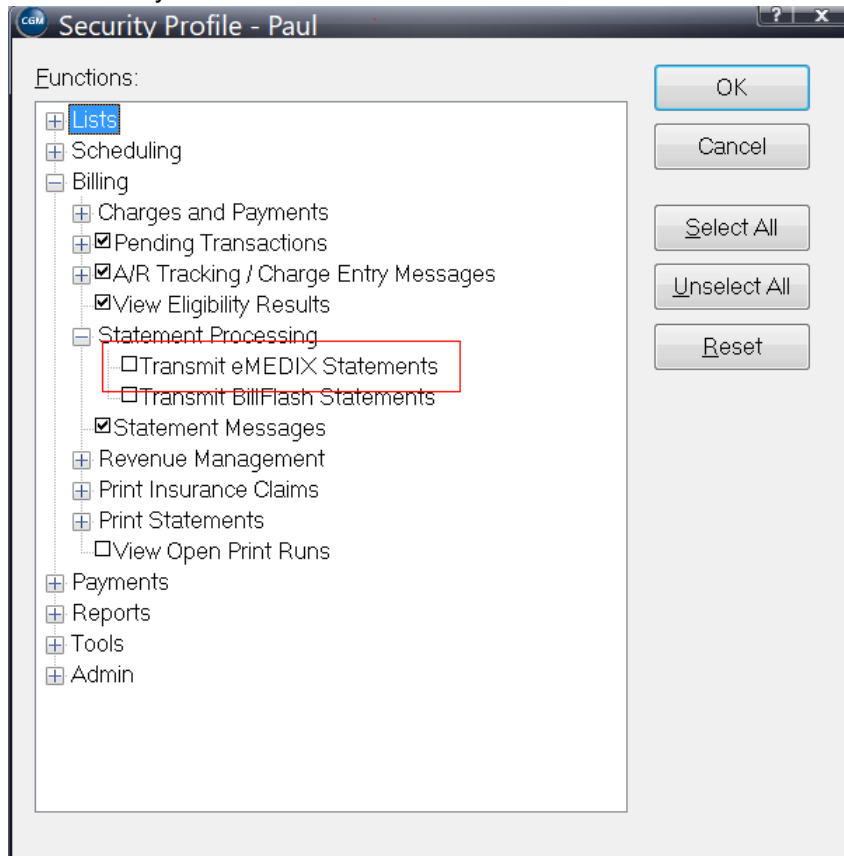 CGM Security Profile - Paul ? x
Functions:
Lists
Scheduling
Billing
Charges and Payments
Pending Transactions
A/R Tracking / Charge Entry Messages
View Eligibility Results
Statement Processing
Transmit eMEDIX Statements
Transmit BillFlash Statements
Statement Messages
Revenue Management
Print Insurance Claims
Print Statements
View Open Print Runs
Payments
Reports
Tools
Admin
OK
Cancel
Select All
Unselect All
Reset